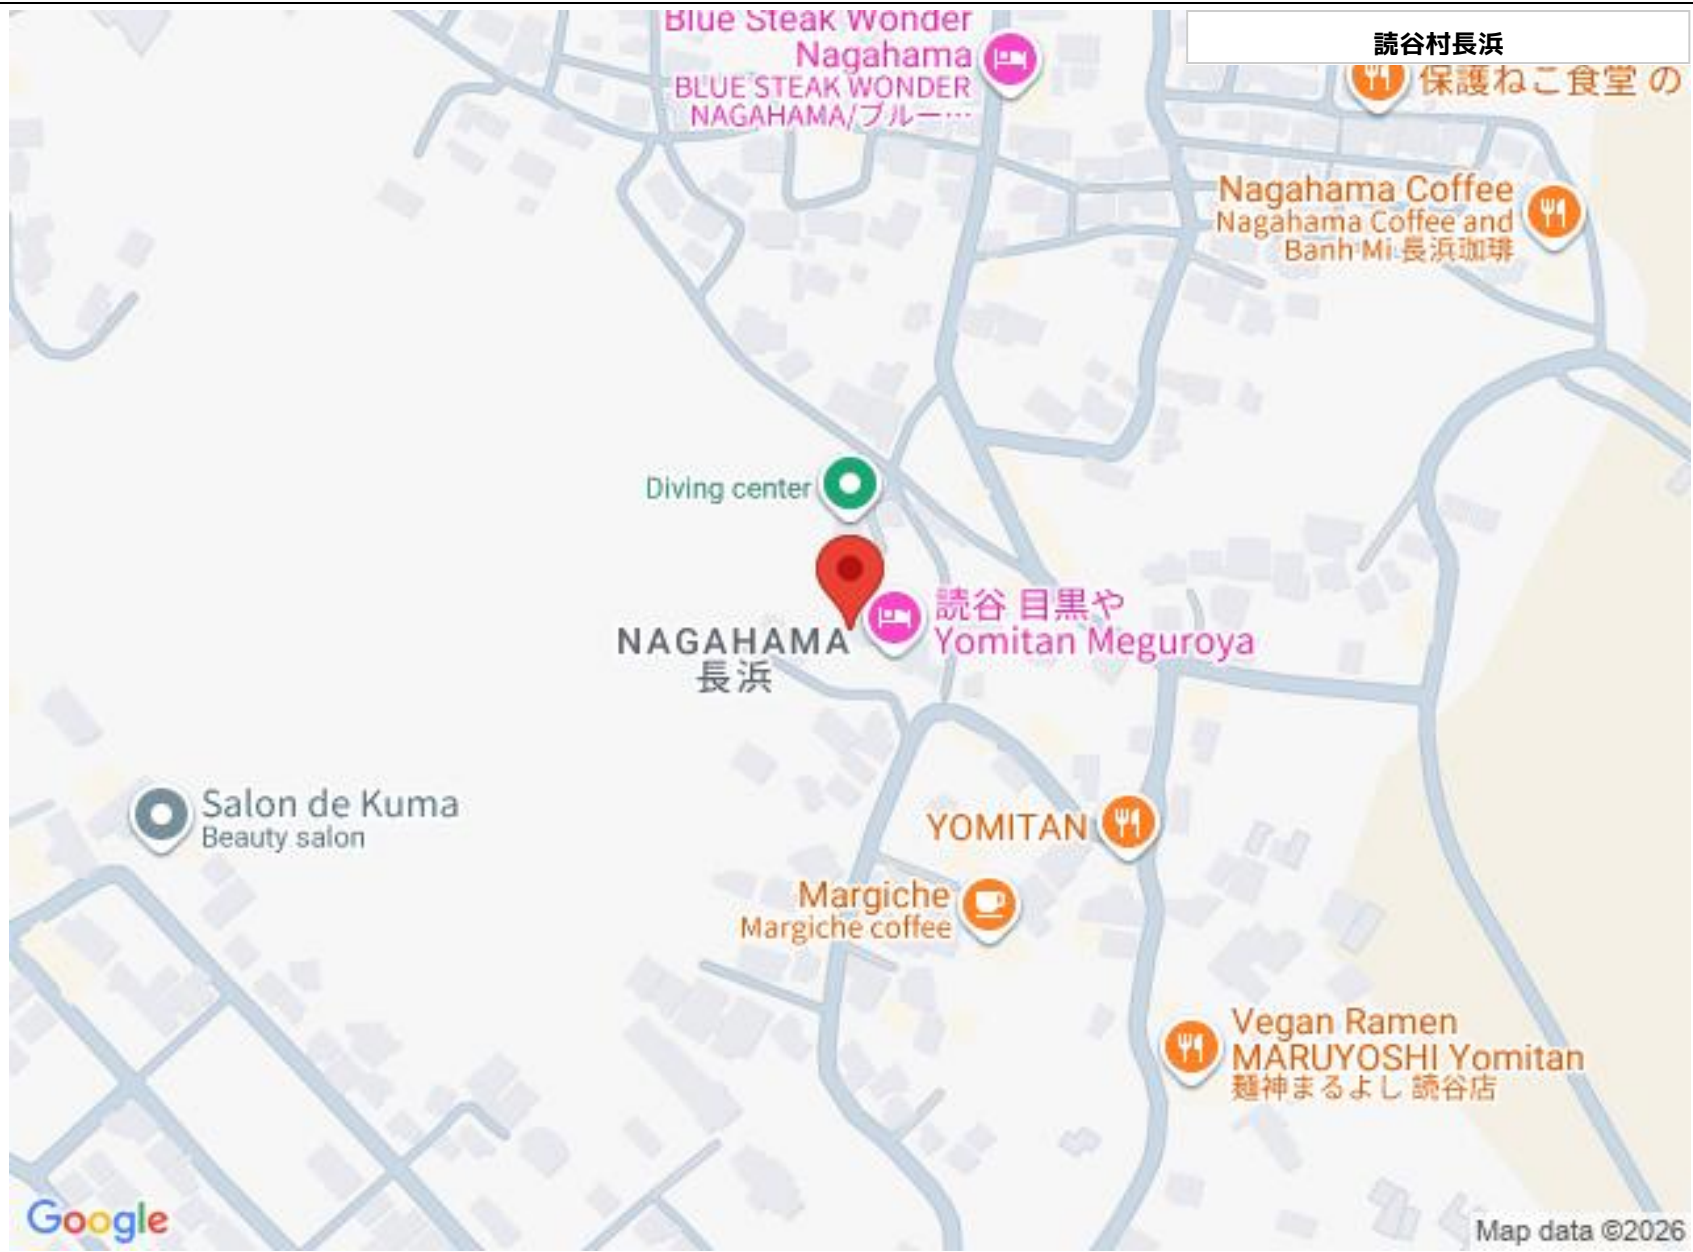 Blue Steak Wonder
Nagahama
BLUE STEAK WONDER
NAGAHAMA/ブルー…
読谷村長浜
保護ねこ食堂 の
Nagahama Coffee
Nagahama Coffee and
Banh Mi 長浜珈琲
Diving center
読谷 目黒や
Yomitan Meguroya
NAGAHAMA
長浜
Salon de Kuma
Beauty salon
YOMITAN
Margiche
Margiche coffee
Vegan Ramen
MARUYOSHI Yomitan
麺神まるよし 読谷店
Google
Map data ©2026